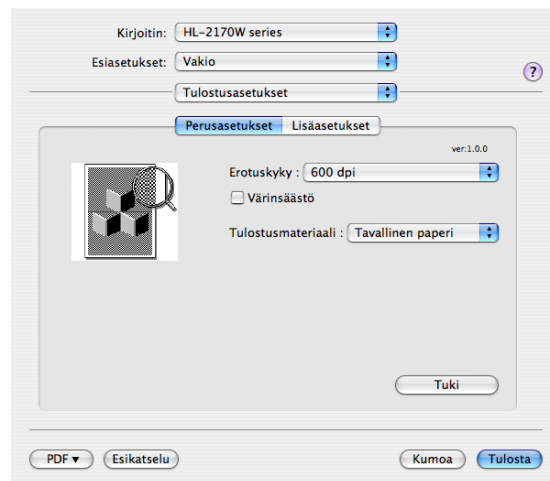 Kirjoitin: HL-2170W series
Esiasetukset: Vakio
?
Tulostusasetukset
Perusasetukset Lisäasetukset
ver:1.0.0
Erotuskyky : 600 dpi
Värinsäästö
Tulostusmateriaali : Tavallinen paperi
Tuki
PDF ▼ Esikatselu Kumoa Tulosta